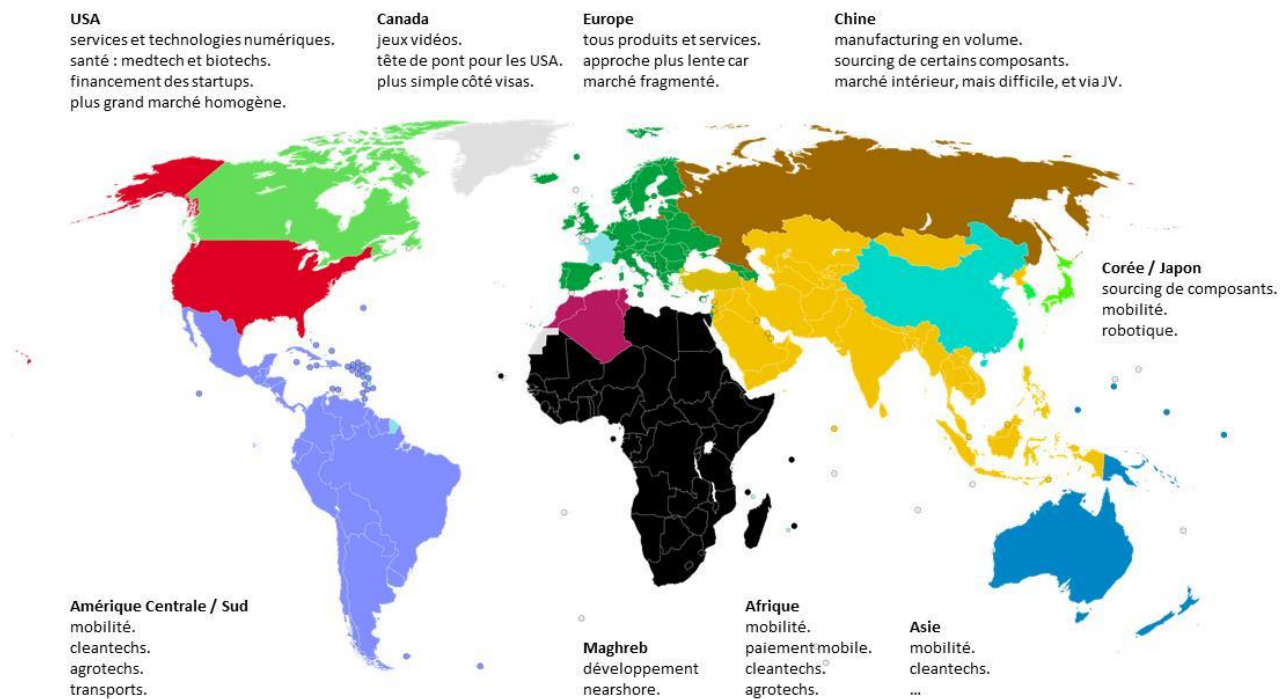 USA
services et technologies numériques.
santé : medtech et biotechs.
financement des startups.
plus grand marché homogène.
Canada
jeux vidéos.
tête de pont pour les USA.
plus simple côté visas.
Europe
tous produits et services.
approche plus lente car
marché fragmenté.
Chine
manufacturing en volume.
sourcing de certains composants.
marché intérieur, mais difficile, et via JV.
Corée / Japon
sourcing de composants.
mobilité.
robotique.
Amérique Centrale / Sud
mobilité.
cleantechs.
agrotechs.
transports.
Maghreb
développement
nearshore.
Afrique
mobilité.
paiement mobile.
cleantechs.
agrotechs.
Asie
mobilité.
cleantechs.
...